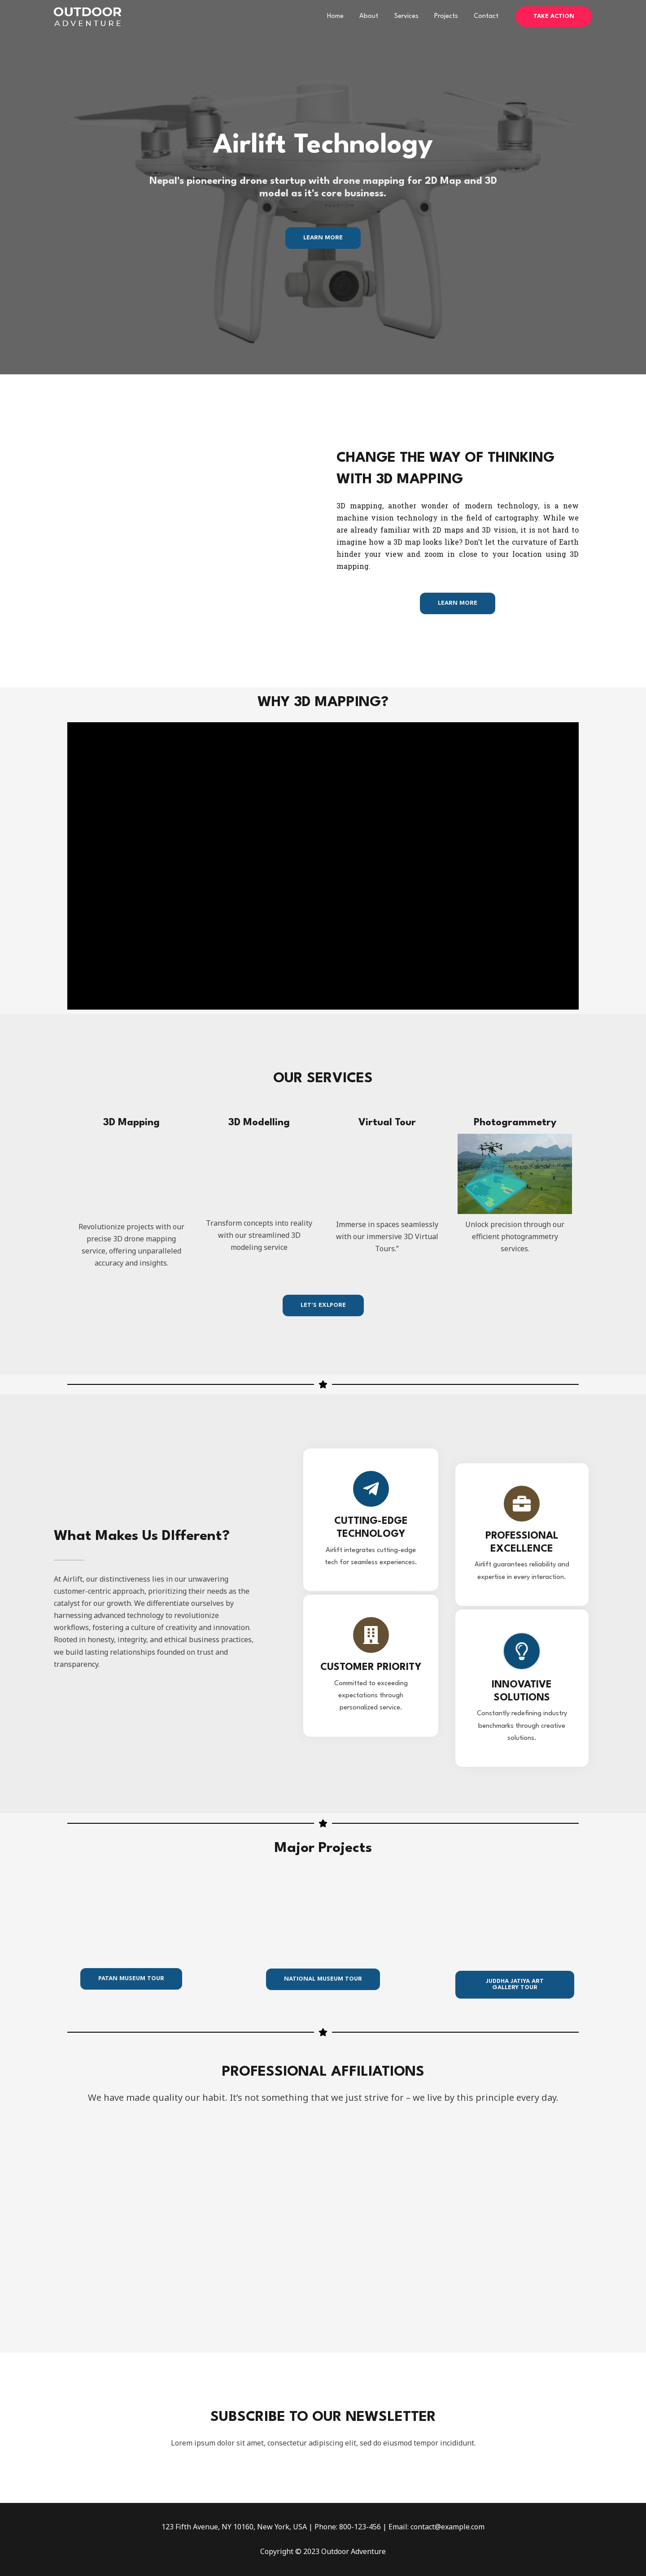 OUTDOOR
ADVENTURE
Home
About
Services
Projects
Contact
TAKE ACTION
Airlift Technology
Nepal's pioneering drone startup with drone mapping for 2D Map and 3D
model as it's core business.
LEARN MORE
CHANGE THE WAY OF THINKING
WITH 3D MAPPING
3D mapping, another wonder of modern technology, is a new
machine vision technology in the field of cartography. While we
are already familiar with 2D maps and 3D vision, it is not hard to
imagine how a 3D map looks like? Don't let the curvature of Earth
hinder your view and zoom in close to your location using 3D
mapping.
LEARN MORE
WHY 3D MAPPING?
OUR SERVICES
3D Mapping
Revolutionize projects with our
precise 3D drone mapping
service, offering unparalleled
accuracy and insights.
3D Modelling
Transform concepts into reality
with our streamlined 3D
modeling service
Virtual Tour
Immerse in spaces seamlessly
with our immersive 3D Virtual
Tours."
Photogrammetry
Unlock precision through our
efficient photogrammetry
services.
LET'S EXLPORE
What Makes Us DIfferent?
At Airlift, our distinctiveness lies in our unwavering
customer-centric approach, prioritizing their needs as the
catalyst for our growth. We differentiate ourselves by
harnessing advanced technology to revolutionize
workflows, fostering a culture of creativity and innovation.
Rooted in honesty, integrity, and ethical business practices,
we build lasting relationships founded on trust and
transparency.
CUTTING-EDGE
TECHNOLOGY
Airlift integrates cutting-edge
tech for seamless experiences.
CUSTOMER PRIORITY
Committed to exceeding
expectations through
personalized service.
PROFESSIONAL
EXCELLENCE
Airlift guarantees reliability and
expertise in every interaction.
INNOVATIVE
SOLUTIONS
Constantly redefining industry
benchmarks through creative
solutions.
Major Projects
PATAN MUSEUM TOUR
NATIONAL MUSEUM TOUR
JUDDHA JATIYA ART
GALLERY TOUR
PROFESSIONAL AFFILIATIONS
We have made quality our habit. It's not something that we just strive for – we live by this principle every day.
SUBSCRIBE TO OUR NEWSLETTER
Lorem ipsum dolor sit amet, consectetur adipiscing elit, sed do eiusmod tempor incididunt.
123 Fifth Avenue, NY 10160, New York, USA | Phone: 800-123-456 | Email: contact@example.com
Copyright © 2023 Outdoor Adventure